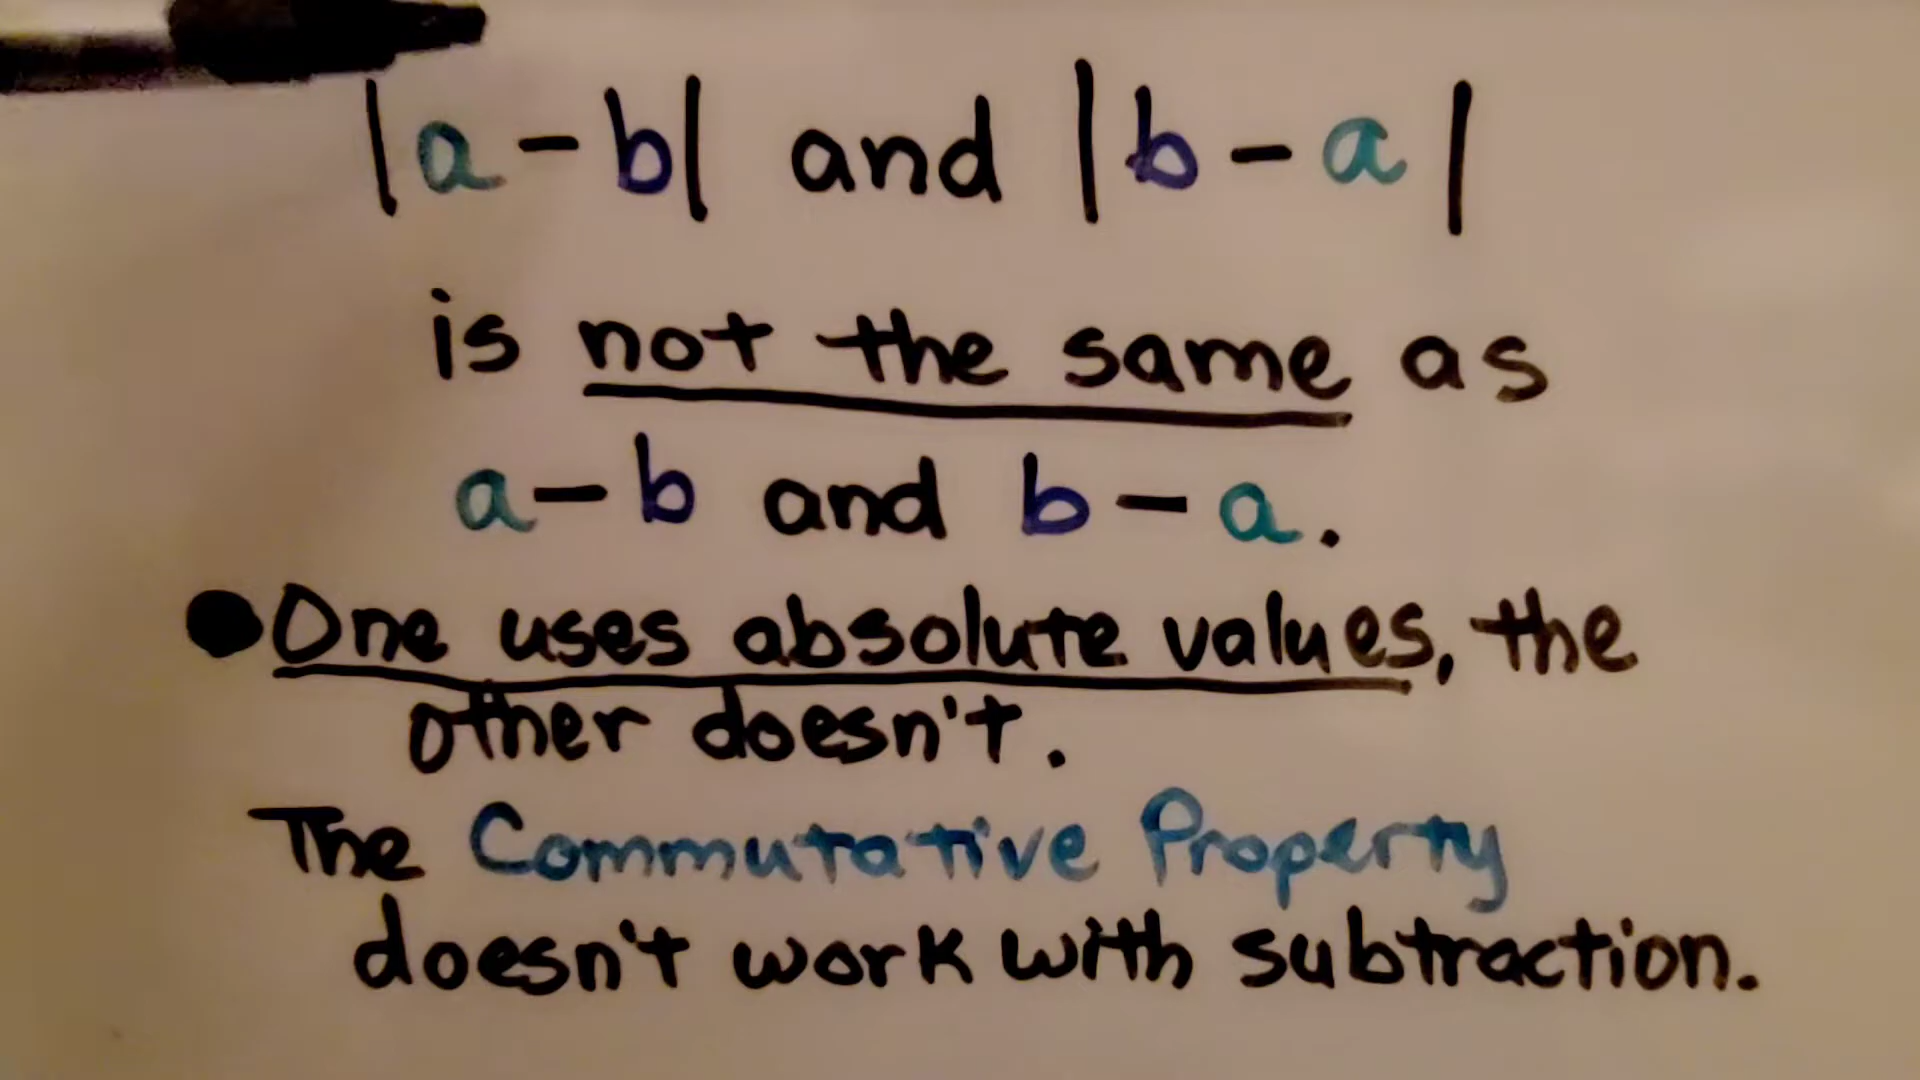 |a-b| and |b-a|
is not the same as
a-b and b-a.
●One uses absolute values, the
other doesn't.
The Commutative Property
doesn't work with subtraction.